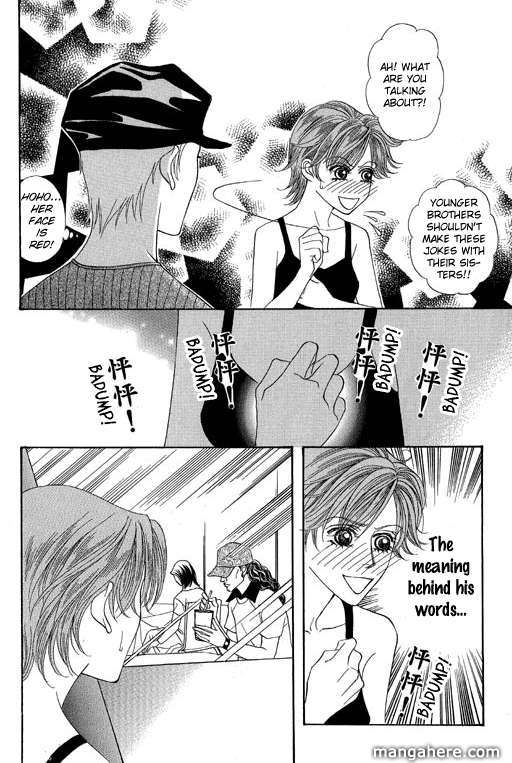 AH! WHAT
ARE YOU
TALKING
ABOUT?!
YOUNGER
BROTHERS
SHOULDN'T
MAKE THESE
JOKES WITH
THEIR SIS-
TERS!!
HOHO...
HER
FACE
IS
RED!
怦怦!
BADUMP!
怦怦!
BADUMP!
怦怦!
BADUMP!
怦怦!
BADUMP!
The
meaning
behind his
words...
怦怦!
BADUMP!
www.
mangahere.com